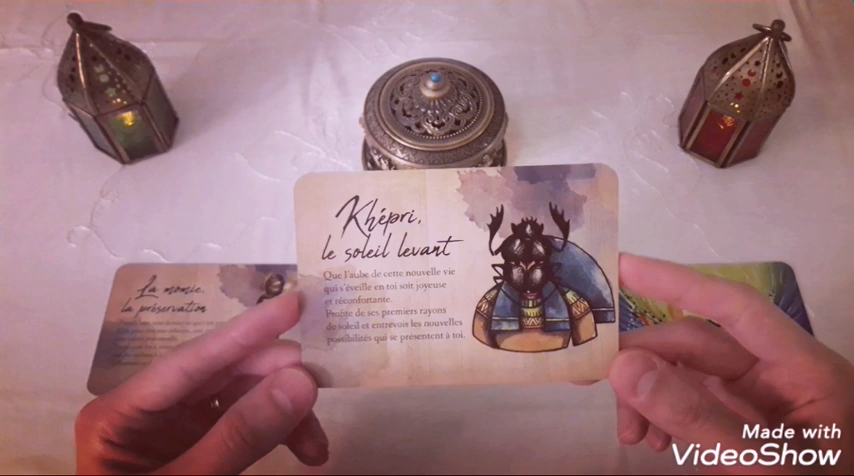 Khépri,
le soleil levant
Que l'aube de cette nouvelle vie
qui s'éveille en toi soit joyeuse
et réconfortante.
Profite de ses premiers rayons
de soleil et entrevois les nouvelles
possibilités qui se présentent à toi.
La momie,
la préservation
Made with
VideoShow